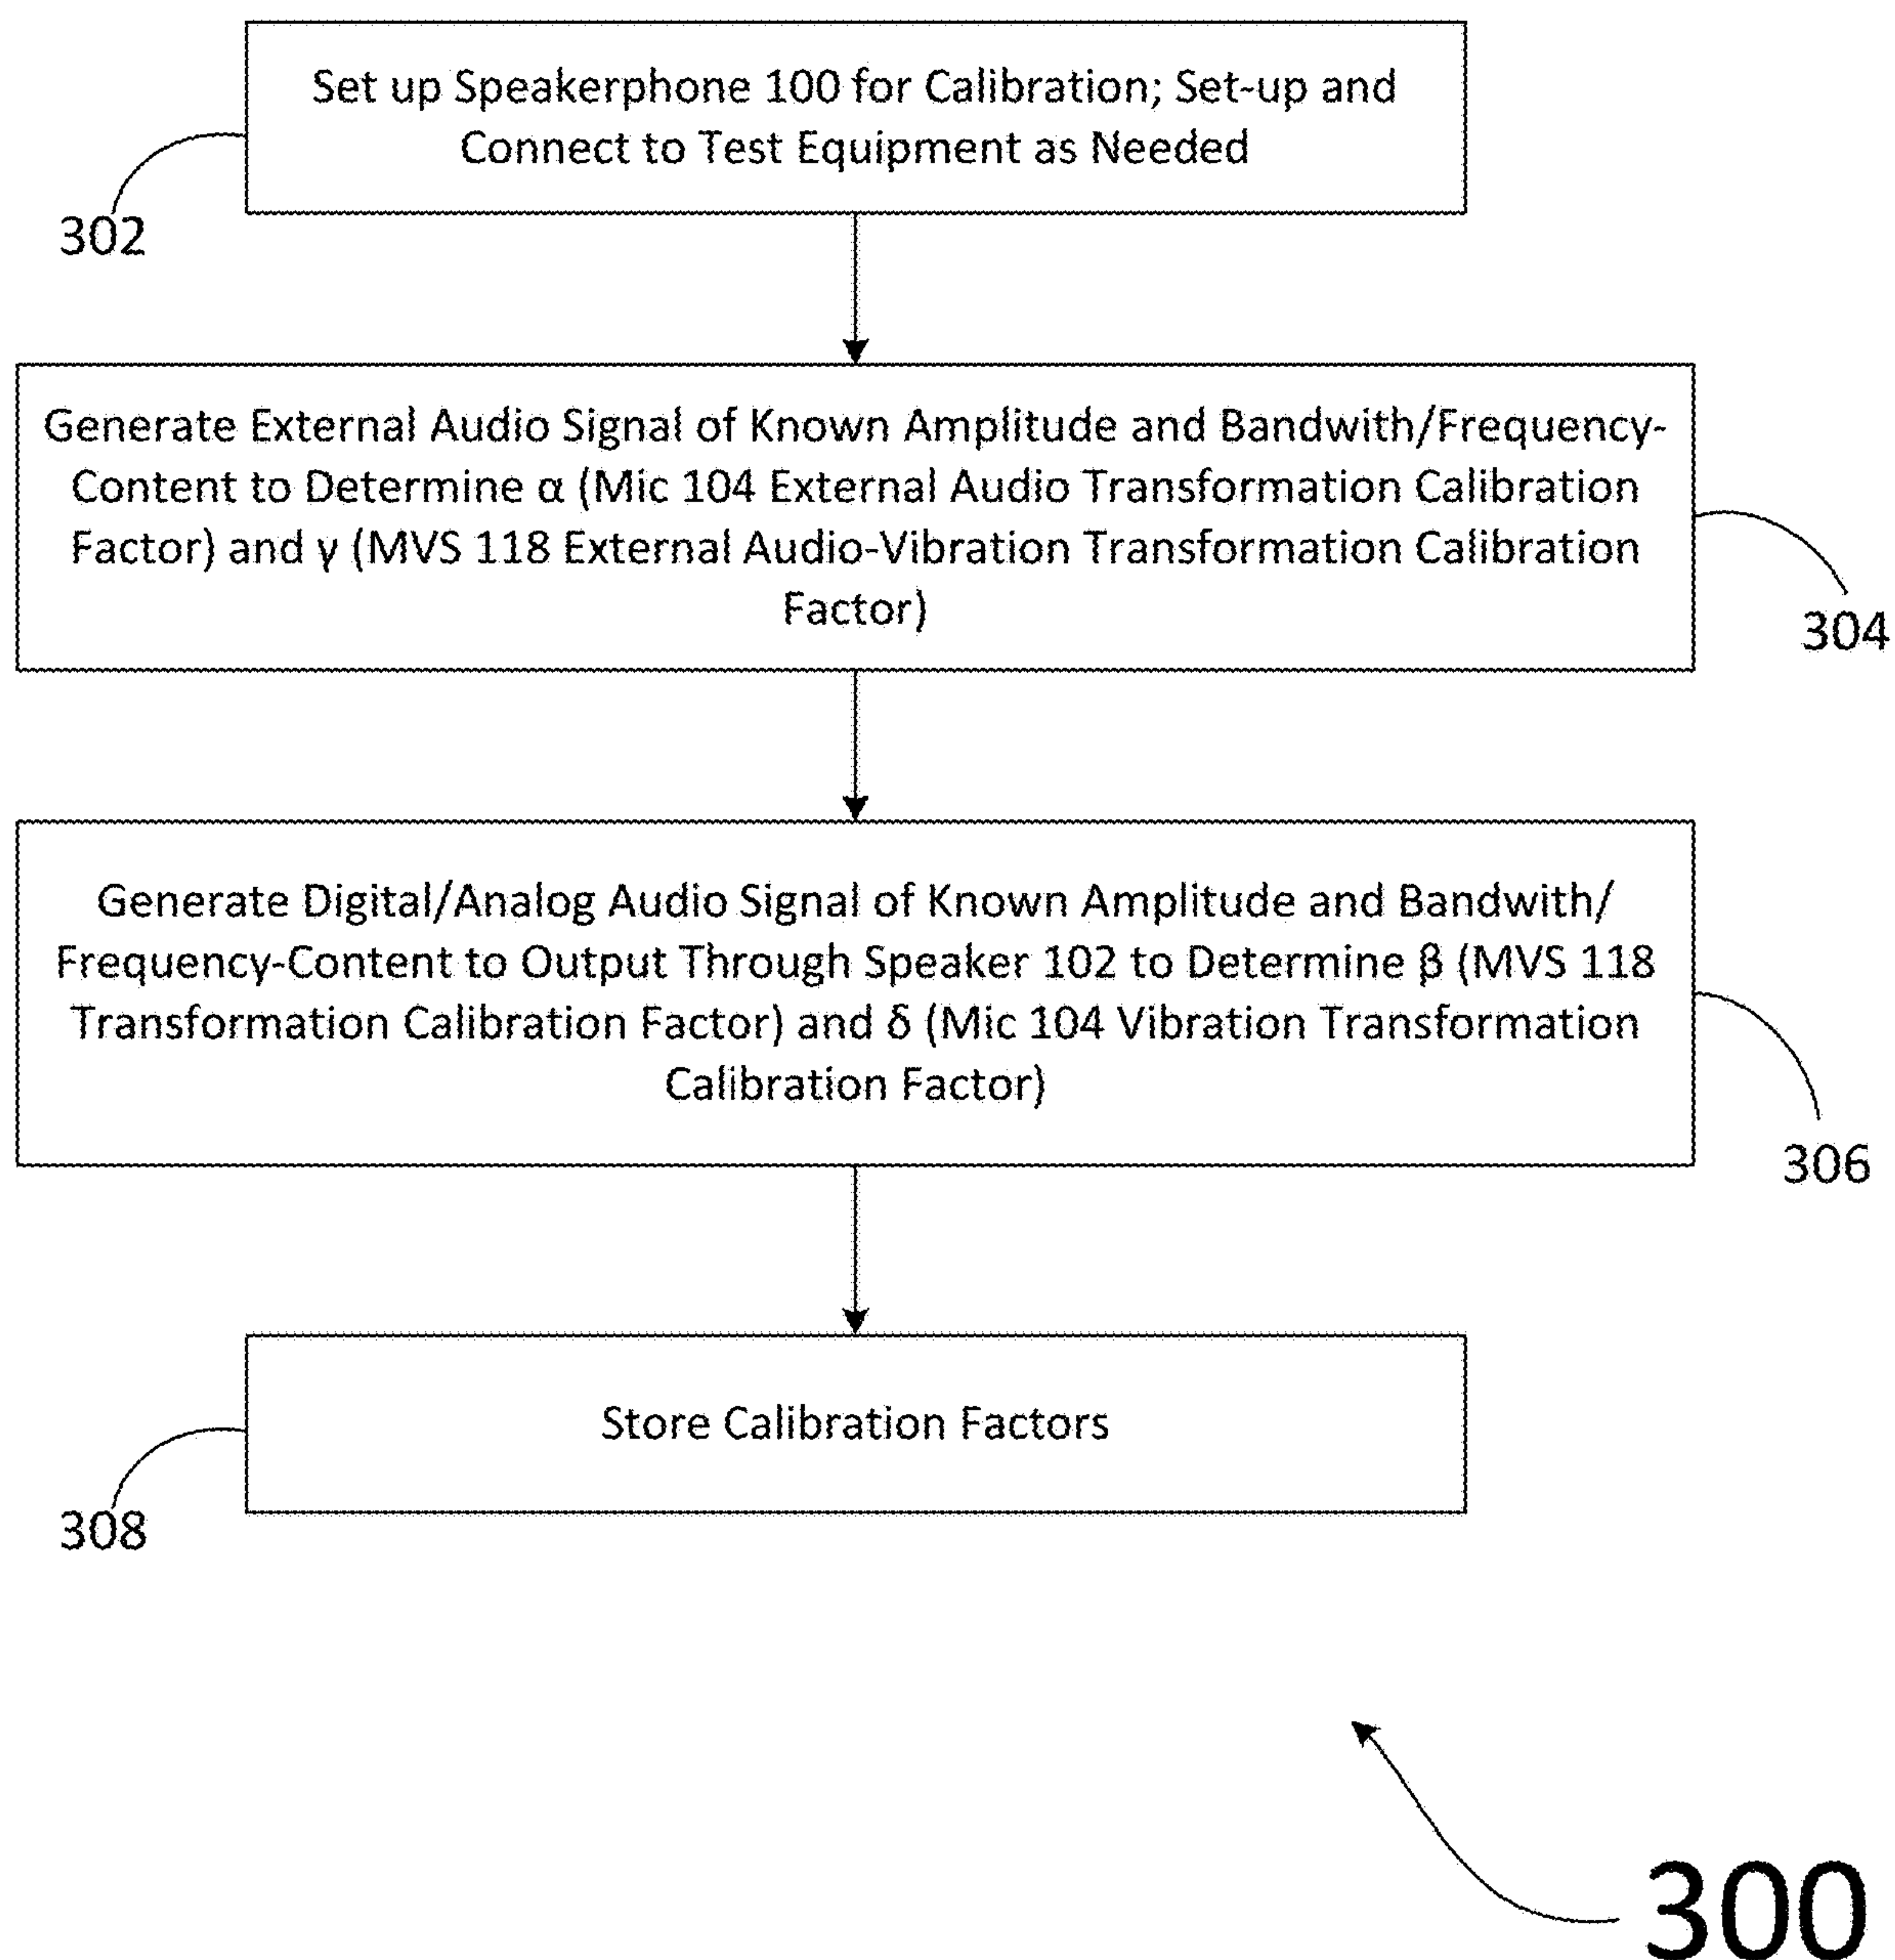 Set up Speakerphone 100 for Calibration; Set-up and
Connect to Test Equipment as Needed
302
Generate External Audio Signal of Known Amplitude and Bandwith/Frequency-
Content to Determine α (Mic 104 External Audio Transformation Calibration
Factor) and γ (MVS 118 External Audio-Vibration Transformation Calibration
Factor)
304
Generate Digital/Analog Audio Signal of Known Amplitude and Bandwith/
Frequency-Content to Output Through Speaker 102 to Determine β (MVS 118
Transformation Calibration Factor) and δ (Mic 104 Vibration Transformation
Calibration Factor)
306
Store Calibration Factors
308
300